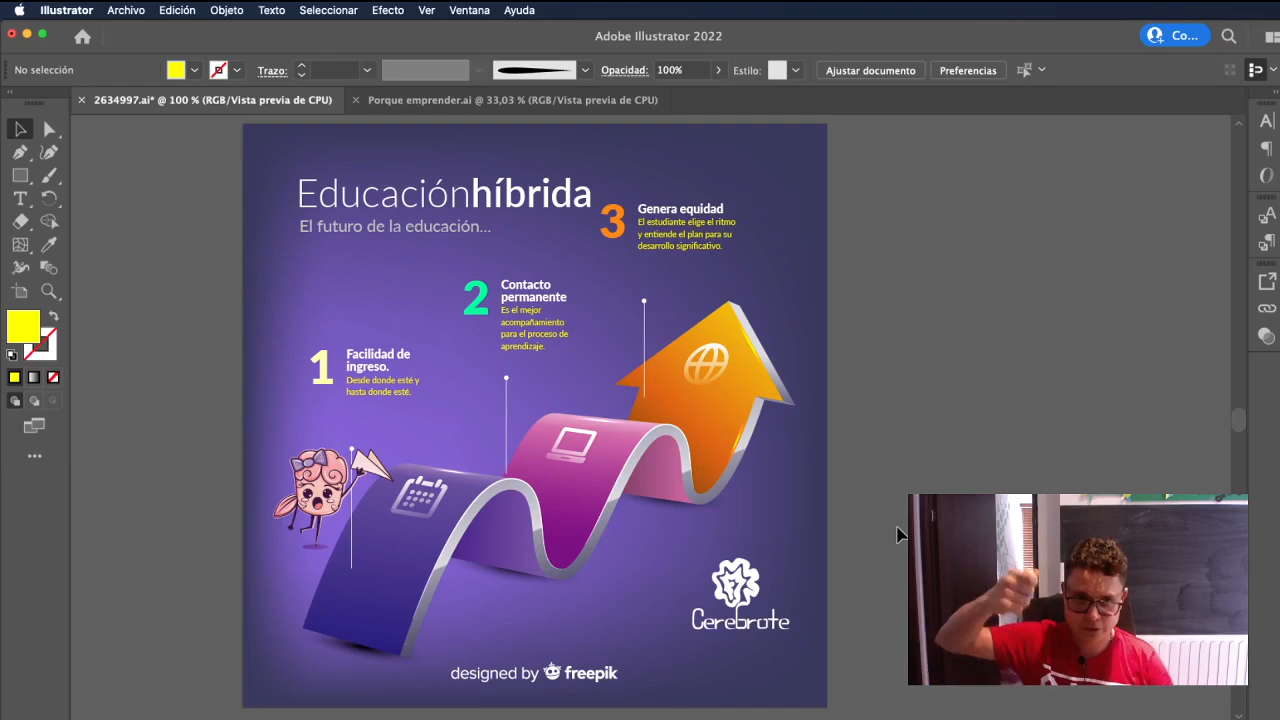 Illustrator Archivo Edición Objeto Texto Seleccionar Efecto Ver Ventana Ayuda
Adobe Illustrator 2022
Co...
No selección
Trazo:
Opacidad: 100%
Estilo:
Ajustar documento
Preferencias
2634997.ai* @ 100 % (RGB/Vista previa de CPU)
Porque emprender.ai @ 33,03 % (RGB/Vista previa de CPU)
Educaciónhíbrida
El futuro de la educación...
3
Genera equidad
El estudiante elige el ritmo
y entiende el plan para su
desarrollo significativo.
2
Contacto
permanente
Es el mejor
acompañamiento
para el proceso de
aprendizaje.
1
Facilidad de
ingreso.
Desde donde esté y
hasta donde esté.
Cerebrote
designed by freepik